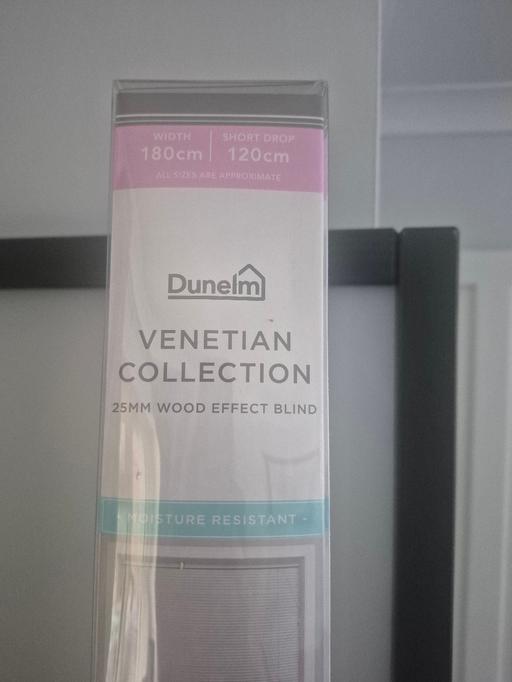 WIDTH
180cm
SHORT DROP
120cm
ALL SIZES ARE APPROXIMATE
Dunelm
VENETIAN
COLLECTION
25MM WOOD EFFECT BLIND
- MOISTURE RESISTANT -